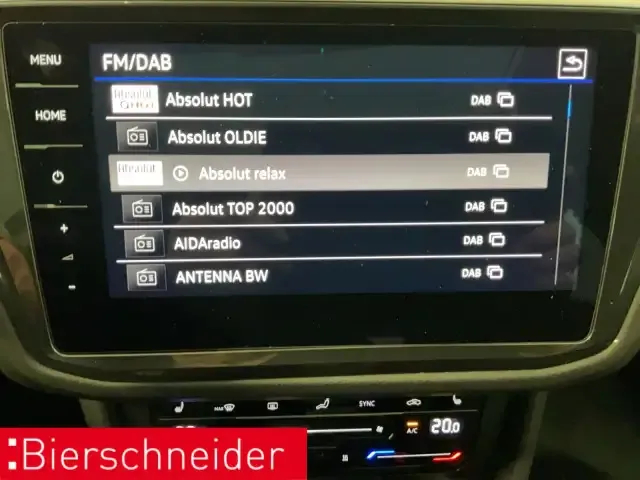 MENU
HOME
FM/DAB
Absolut HOT
DAB
Absolut OLDIE
DAB
Absolut relax
DAB
Absolut TOP 2000
DAB
AIDAradio
DAB
ANTENNA BW
DAB
MAX
SYNC
A/C
20.0
Bierschneider